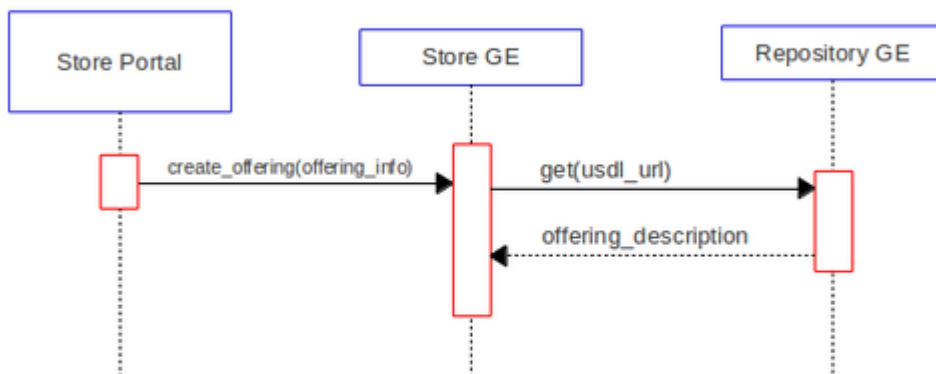 Store Portal
Store GE
Repository GE
create_offering(offering_info)
get(usdl_url)
offering_description